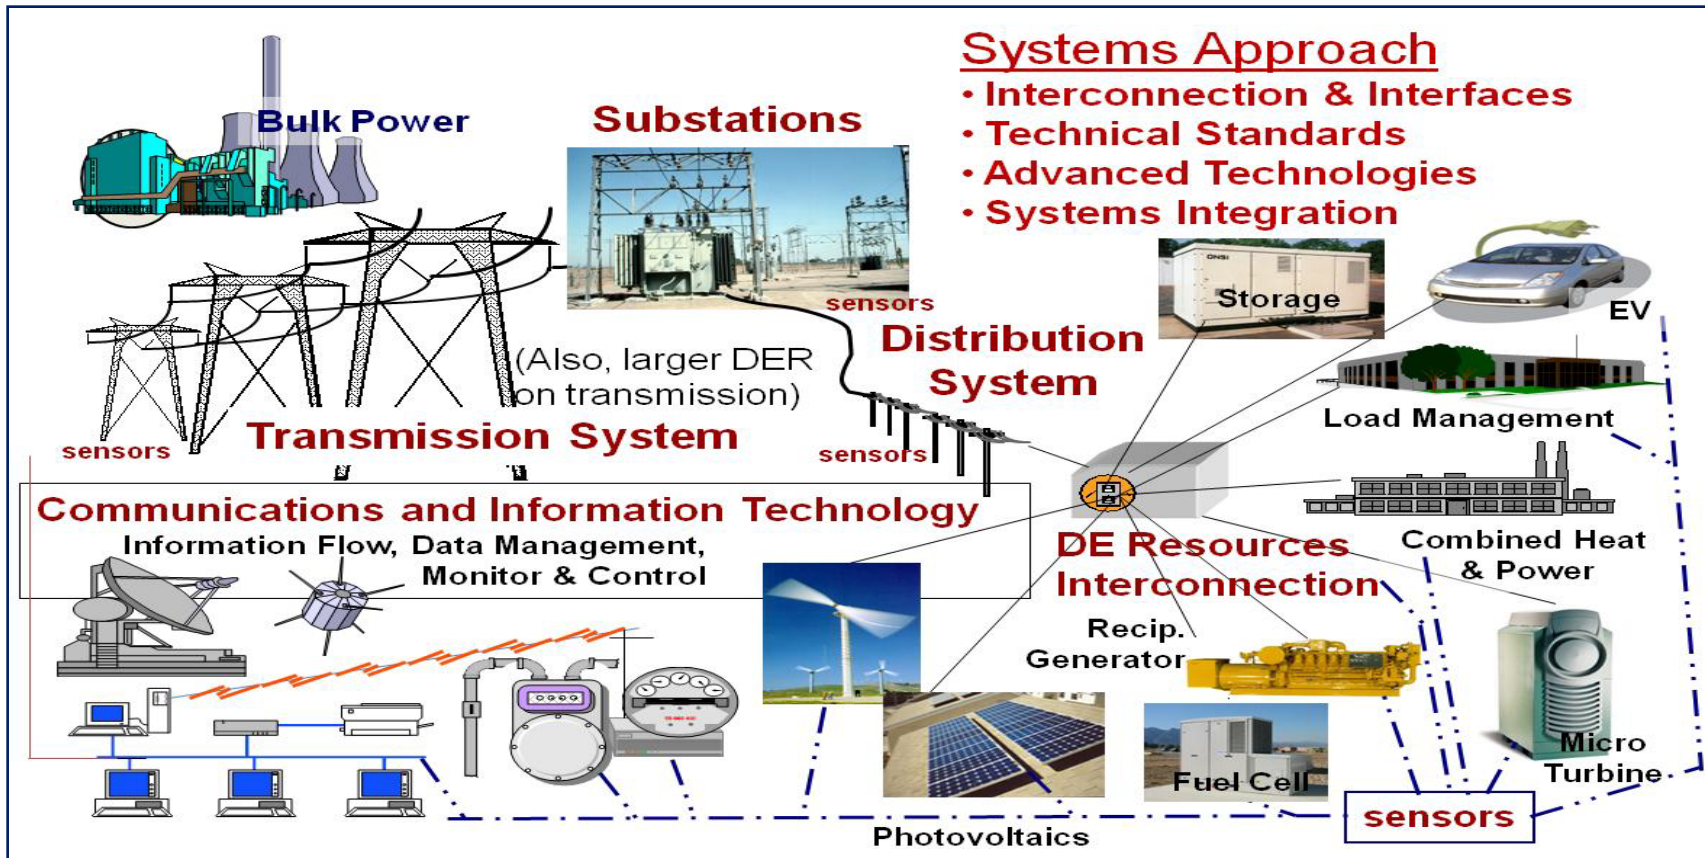 Systems Approach
• Interconnection & Interfaces
• Technical Standards
• Advanced Technologies
• Systems Integration
Bulk Power
Substations
sensors
Distribution
System
(Also, larger DER
on transmission)
Transmission System
sensors
sensors
ONSI
Storage
EV
Load Management
Communications and Information Technology
Information Flow, Data Management,
Monitor & Control
DE Resources
Interconnection
Combined Heat
& Power
Recip.
Generator
Micro
Turbine
Fuel Cell
Photovoltaics
sensors